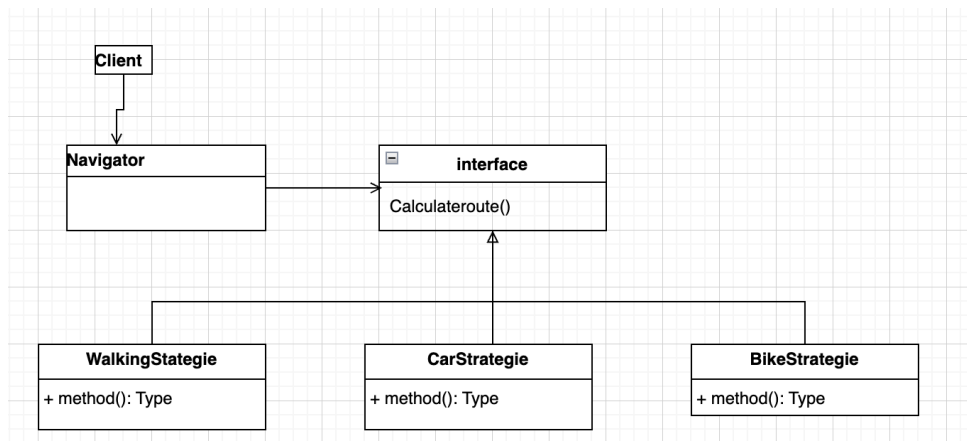 Client
Navigator
interface
Calculateroute()
WalkingStategie
+ method(): Type
CarStrategie
+ method(): Type
BikeStrategie
+ method(): Type